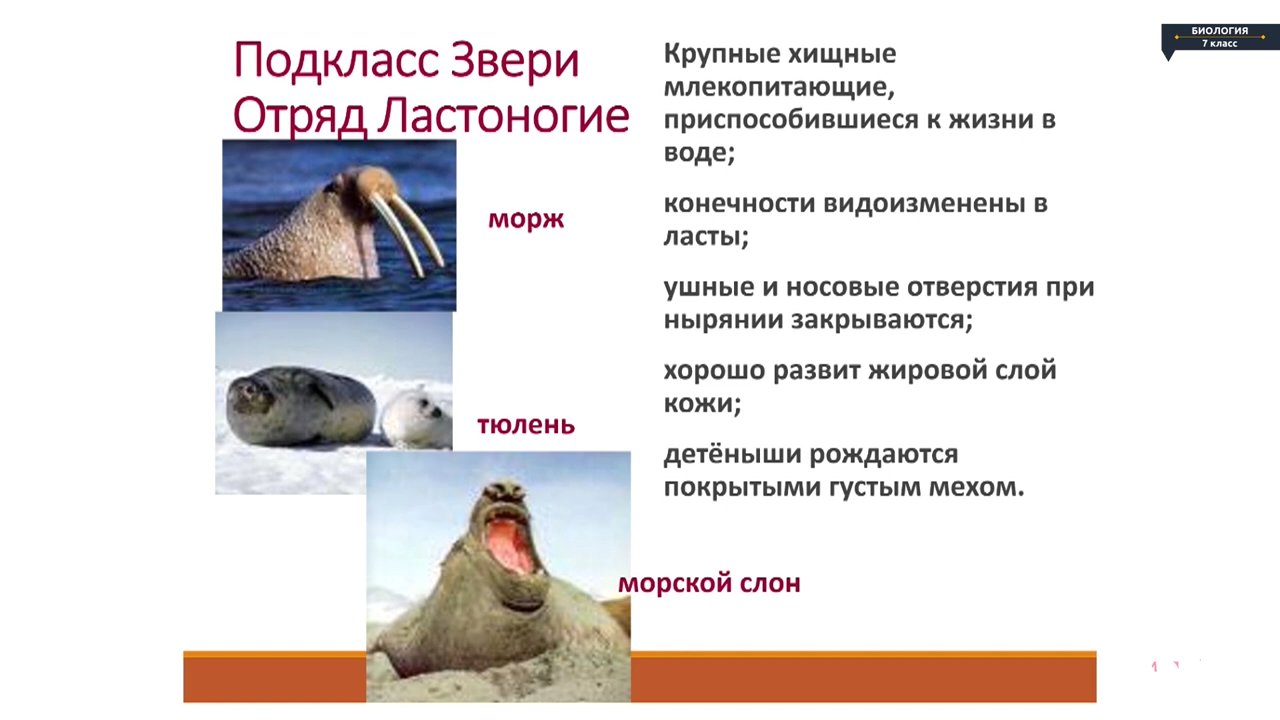 Подкласс Звери
Отряд Ластоногие
морж
тюлень
морской слон
Крупные хищные
млекопитающие,
приспособившиеся к жизни в
воде;
конечности видоизменены в
ласты;
ушные и носовые отверстия при
нырянии закрываются;
хорошо развит жировой слой
кожи;
детёныши рождаются
покрытыми густым мехом.
БИОЛОГИЯ
7 класс